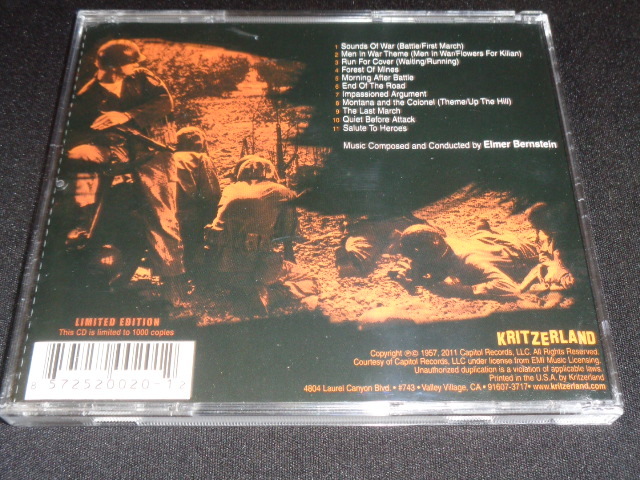 1 Sounds Of War (Battle/First March)
2 Men In War Theme (Men in War/Flowers For Kilian)
3 Run For Cover (Waiting/Running)
4 Forest Of Mines
5 Morning After Battle
6 End Of The Road
7 Impassioned Argument
8 Montana and the Colonel (Theme/Up The Hill)
9 The Last March
10 Quiet Before Attack
11 Salute To Heroes
Music Composed and Conducted by Elmer Bernstein
LIMITED EDITION
This CD is limited to 1000 copies
8 572520020-1 2
KRITZERLAND
Copyright ℗© 1957, 2011 Capitol Records, LLC. All Rights Reserved.
Courtesy of Capitol Records, LLC under license from EMI Music Licensing.
Unauthorized duplication is a violation of applicable laws.
Printed in the U.S.A. by Kritzerland
4804 Laurel Canyon Blvd. • #743 • Valley Village, CA • 91607-3717 • www.kritzerland.com